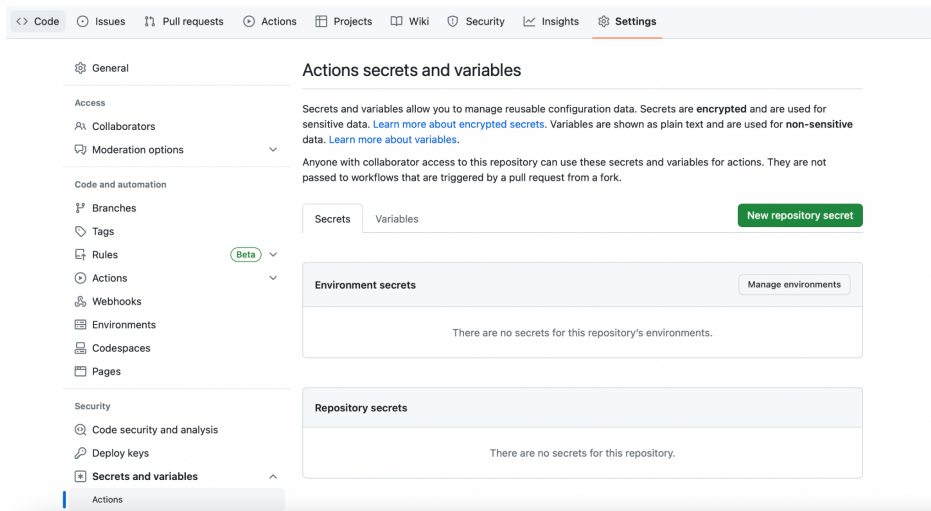 Code Issues Pull requests Actions Projects Wiki Security Insights Settings
General
Access
Collaborators
Moderation options
Code and automation
Branches
Tags
Rules Beta
Actions
Webhooks
Environments
Codespaces
Pages
Security
Code security and analysis
Deploy keys
Secrets and variables
Actions
Actions secrets and variables
Secrets and variables allow you to manage reusable configuration data. Secrets are encrypted and are used for
sensitive data. Learn more about encrypted secrets. Variables are shown as plain text and are used for non-sensitive
data. Learn more about variables.
Anyone with collaborator access to this repository can use these secrets and variables for actions. They are not
passed to workflows that are triggered by a pull request from a fork.
Secrets Variables New repository secret
Environment secrets Manage environments
There are no secrets for this repository's environments.
Repository secrets
There are no secrets for this repository.